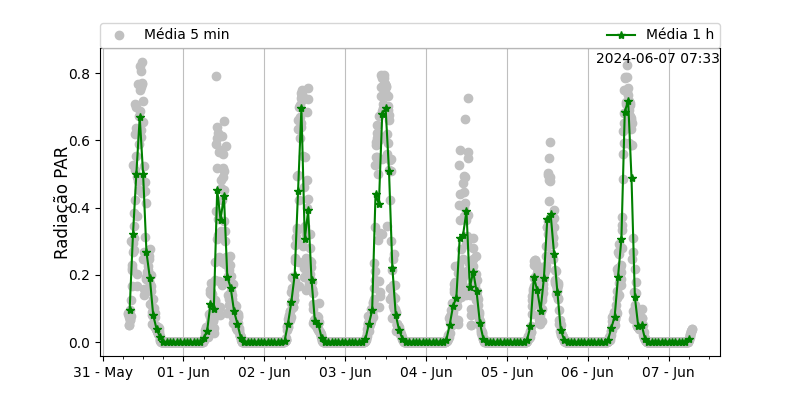 Média 5 min
Média 1 h
2024-06-07 07:33
Radiação PAR
0.8
0.6
0.4
0.2
0.0
31 - May
01 - Jun
02 - Jun
03 - Jun
04 - Jun
05 - Jun
06 - Jun
07 - Jun